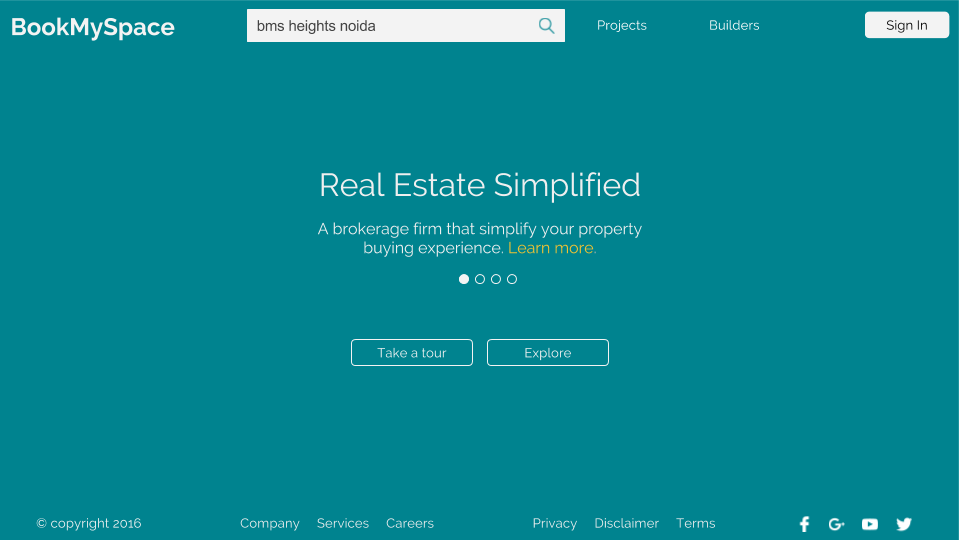 BookMySpace
bms heights noida
Projects
Builders
Sign In
Real Estate Simplified
A brokerage firm that simplify your property
buying experience. Learn more.
Take a tour
Explore
© copyright 2016
Company
Services
Careers
Privacy
Disclaimer
Terms